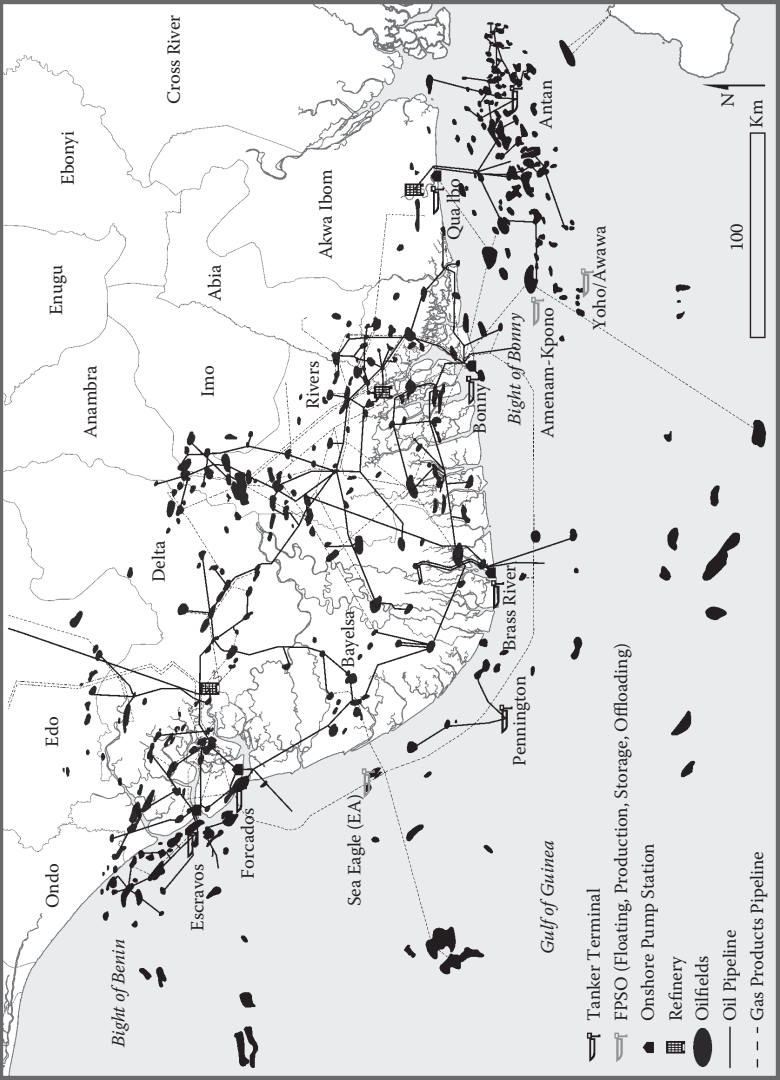 Ondo
Edo
Delta
Anambra
Enugu
Ebonyi
Cross River
Imo
Abia
Akwa Ibom
Rivers
Bayelsa
Bight of Benin
Escravos
Forcados
Sea Eagle (EA)
Pennington
Brass River
Bonny
Bight of Bonny
Amenam-Kpono
Yoho/Awawa
Qua Ibo
Antan
Gulf of Guinea
N
100
Km
Tanker Terminal
FPSO (Floating, Production, Storage, Offloading)
Onshore Pump Station
Refinery
Oilfields
Oil Pipeline
Gas Products Pipeline